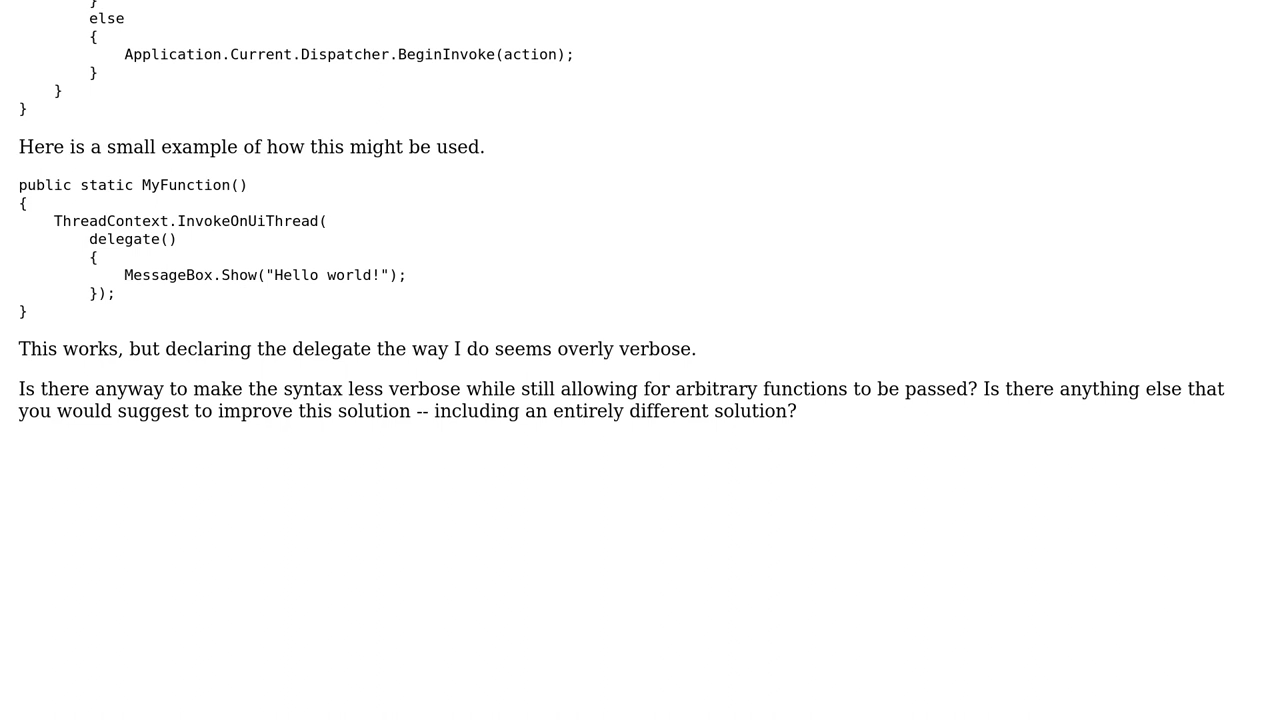 }
else
{
Application.Current.Dispatcher.BeginInvoke(action);
}
}
}
Here is a small example of how this might be used.
public static MyFunction()
{
ThreadContext.InvokeOnUiThread(
delegate()
{
MessageBox.Show("Hello world!");
});
}
This works, but declaring the delegate the way I do seems overly verbose.
Is there anyway to make the syntax less verbose while still allowing for arbitrary functions to be passed? Is there anything else that
you would suggest to improve this solution -- including an entirely different solution?